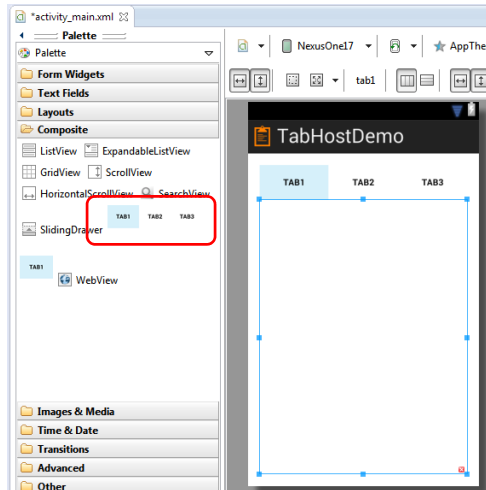 *activity_main.xml
Palette
Palette
Form Widgets
Text Fields
Layouts
Composite
ListView ExpandableListView
GridView ScrollView
HorizontalScrollView SearchView
TAB1 TAB2 TAB3
SlidingDrawer
TAB1
WebView
Images & Media
Time & Date
Transitions
Advanced
Other
NexusOne17 AppThe
tab1
TabHostDemo
TAB1 TAB2 TAB3